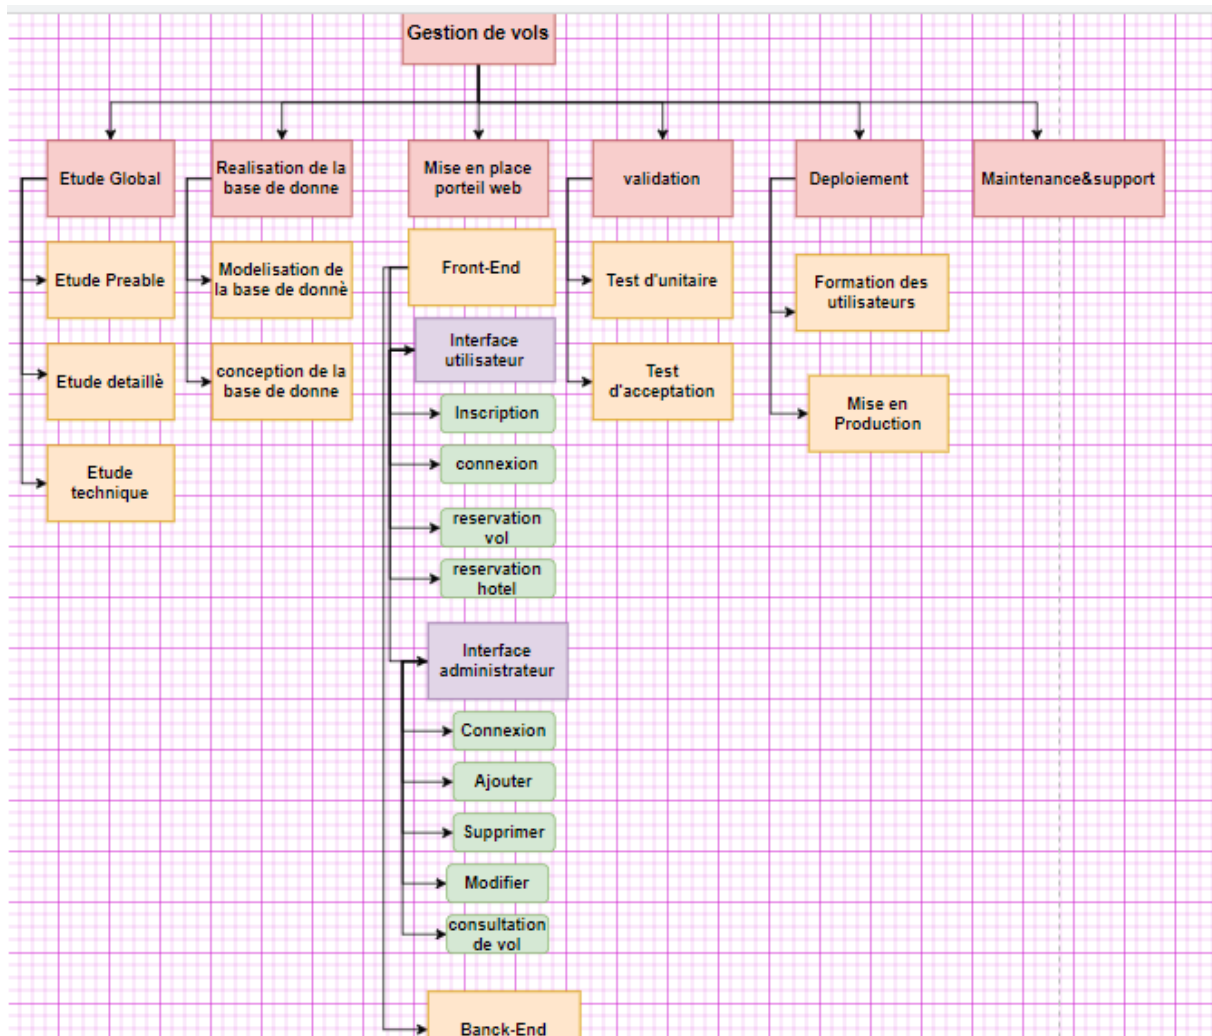 Gestion de vols
Etude Global
Realisation de la
base de donne
Mise en place
porteil web
validation
Deploiement
Maintenance&support
Etude Preable
Etude detaillè
Etude
technique
Modelisation de
la base de donnè
conception de la
base de donne
Front-End
Interface
utilisateur
Inscription
connexion
reservation
vol
reservation
hotel
Interface
administrateur
Connexion
Ajouter
Supprimer
Modifier
consultation
de vol
Banck-End
Test d'unitaire
Test
d'acceptation
Formation des
utilisateurs
Mise en
Production